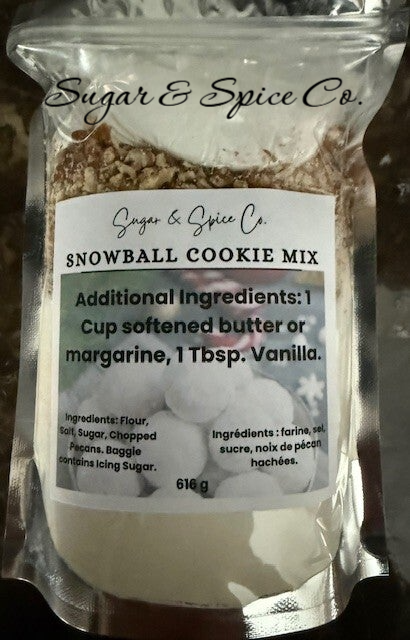 Sugar & Spice Co.
Sugar & Spice Co.
SNOWBALL COOKIE MIX
Additional Ingredients: 1
Cup softened butter or
margarine, 1 Tbsp. Vanilla.
Ingredients: Flour,
Salt, Sugar, Chopped
Pecans. Baggie
contains Icing Sugar.
Ingrédients : farine, sel,
sucre, noix de pécan
hachées.
616 g